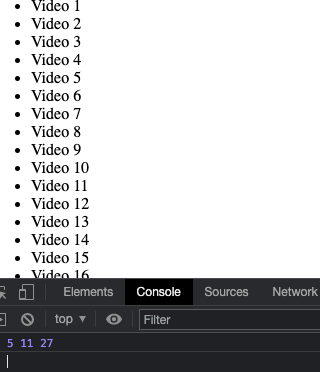 Video 1
Video 2
Video 3
Video 4
Video 5
Video 6
Video 7
Video 8
Video 9
Video 10
Video 11
Video 12
Video 13
Video 14
Video 15
Video 16
Elements Console Sources Network
top Filter
5 11 27